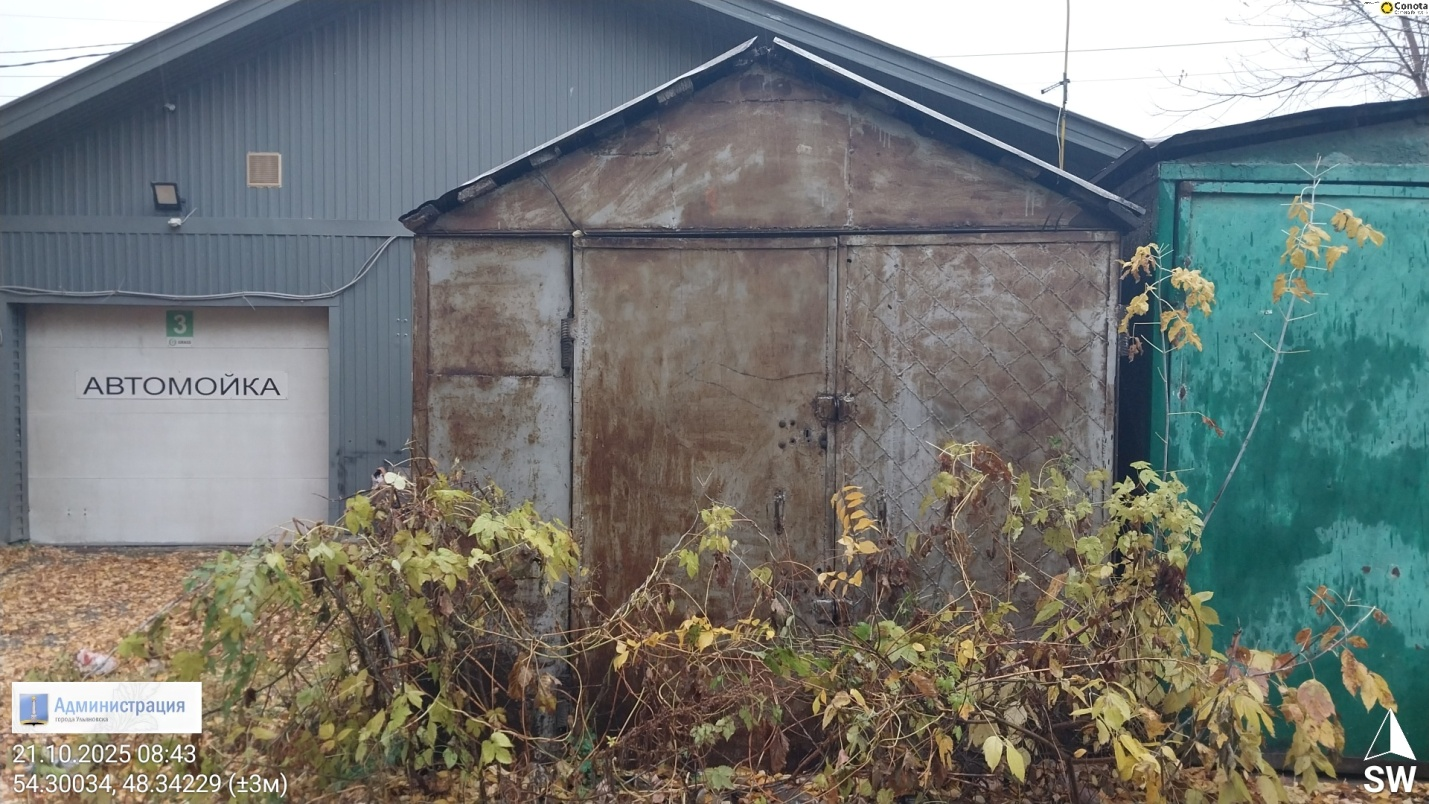 Conota
3
АВТОМОЙКА
Администрация
города Ульяновска
21.10.2025 08:43
54.30034, 48.34229 (±3м)
SW